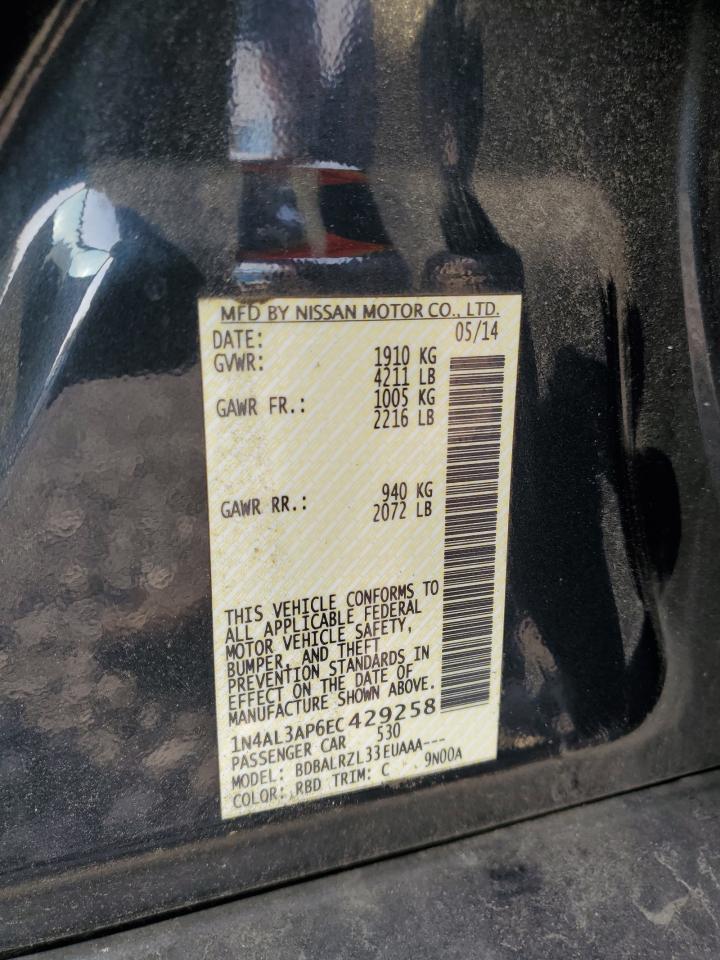 MFD BY NISSAN MOTOR CO., LTD.
DATE: 05/14
GVWR: 1910 KG
4211 LB
GAWR FR.: 1005 KG
2216 LB
GAWR RR.: 940 KG
2072 LB
THIS VEHICLE CONFORMS TO
ALL APPLICABLE FEDERAL
MOTOR VEHICLE SAFETY,
BUMPER, AND THEFT
PREVENTION STANDARDS IN
EFFECT ON THE DATE OF
MANUFACTURE SHOWN ABOVE.
1N4AL3AP6EC429258
PASSENGER CAR 530
MODEL: BDBALRZL33EUAAA---
COLOR: RBD TRIM: C 9N00A